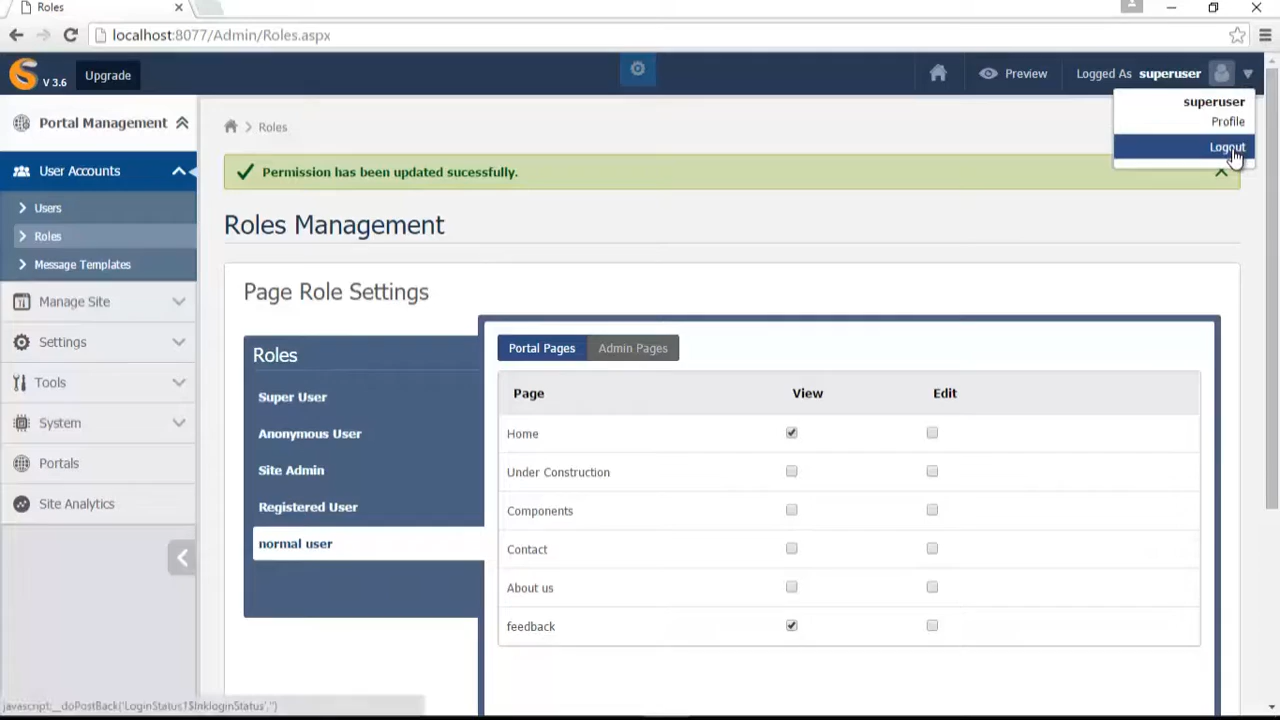 Roles
localhost:8077/Admin/Roles.aspx
V 3.6
Upgrade
Preview
Logged As superuser
superuser
Profile
Logout
Portal Management
User Accounts
Users
Roles
Message Templates
Manage Site
Settings
Tools
System
Portals
Site Analytics
Roles
Permission has been updated sucessfully.
Roles Management
Page Role Settings
Roles
Super User
Anonymous User
Site Admin
Registered User
normal user
Portal Pages
Admin Pages
Page View Edit
Home
Under Construction
Components
Contact
About us
feedback
javascript:__doPostBack('LoginStatus1$lnkloginStatus','')